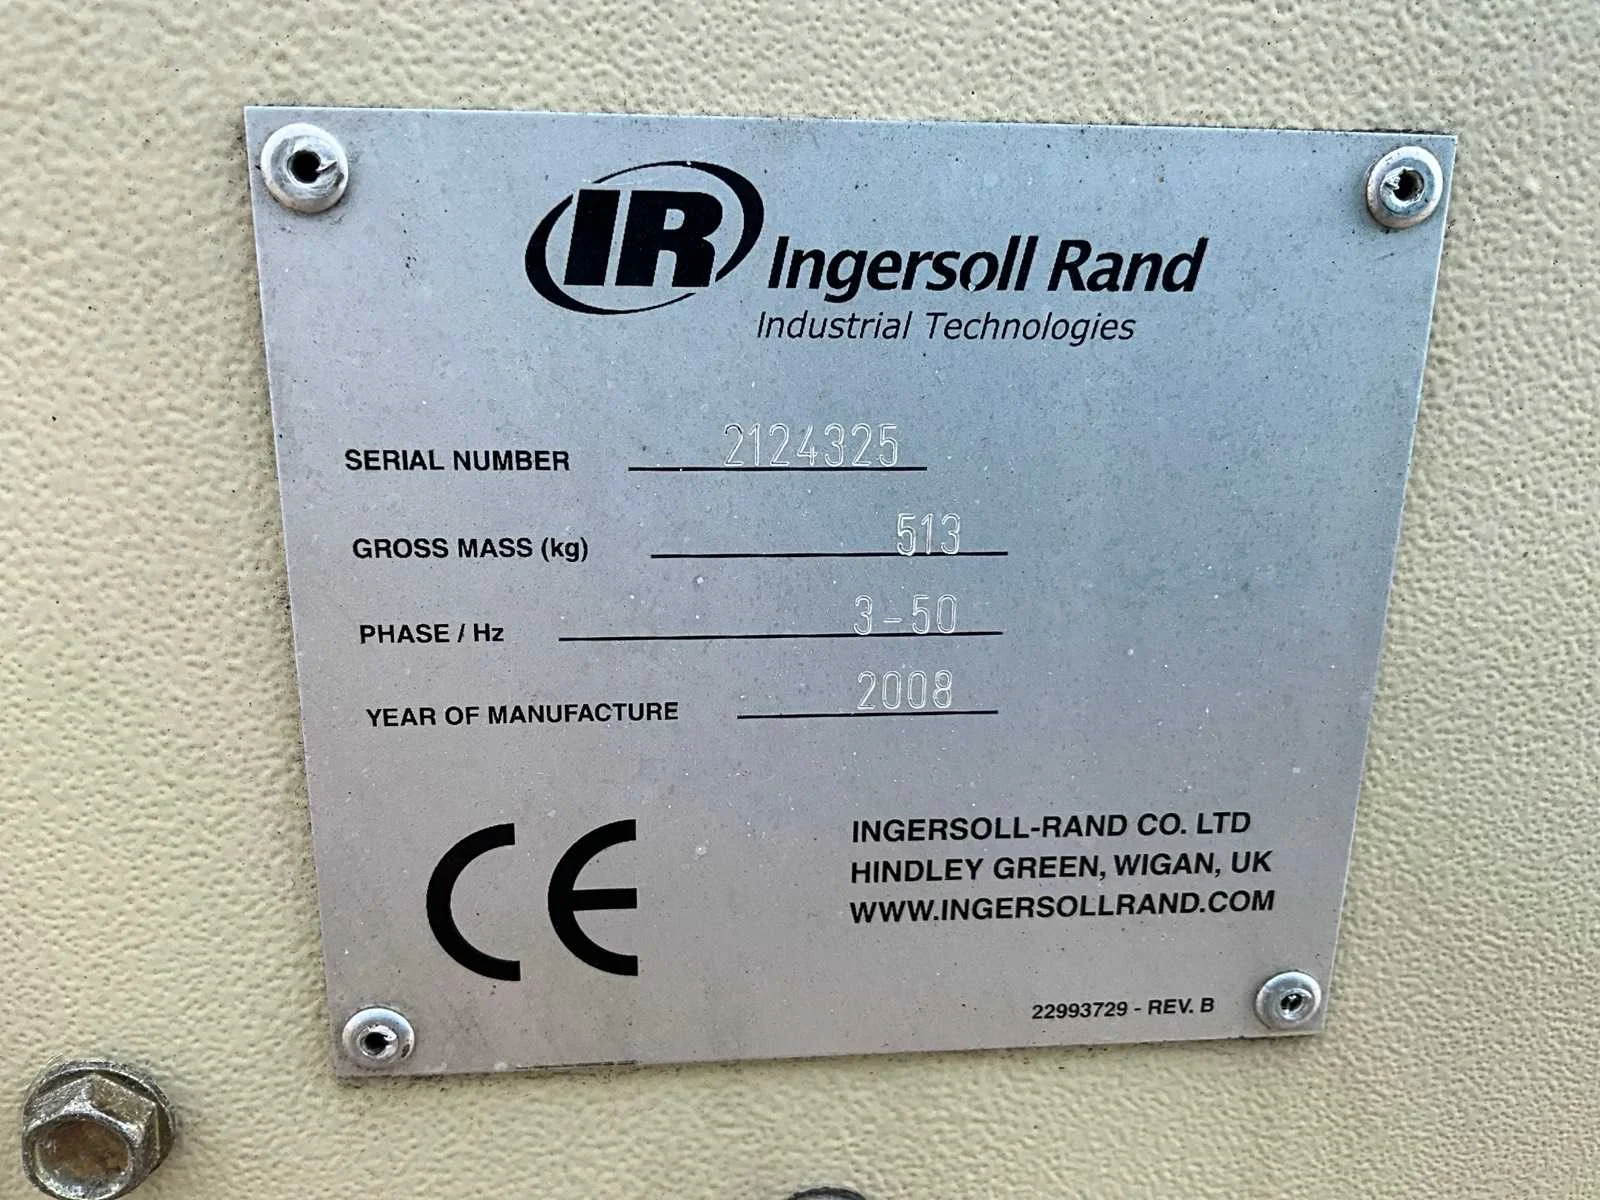 IR Ingersoll Rand
Industrial Technologies
SERIAL NUMBER 2124325
GROSS MASS (kg) 513
PHASE / Hz 3-50
YEAR OF MANUFACTURE 2008
CE
INGERSOLL-RAND CO. LTD
HINDLEY GREEN, WIGAN, UK
WWW.INGERSOLLRAND.COM
22993729 - REV. B